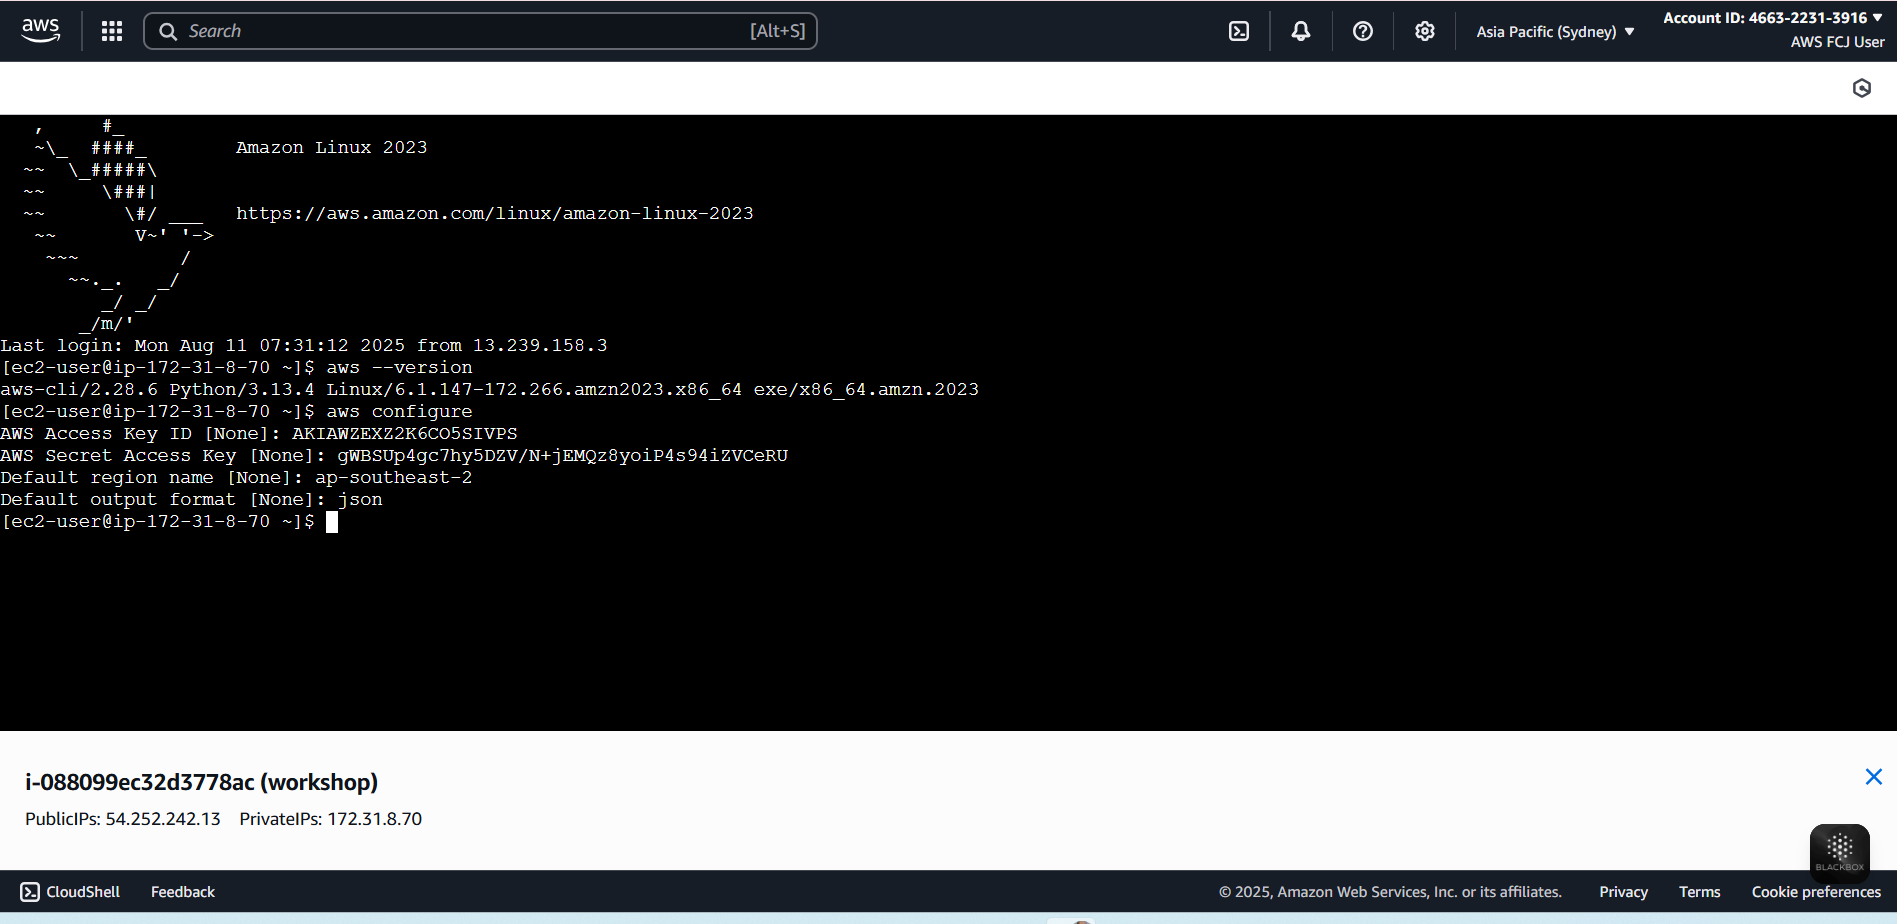 aws
Search [Alt+S]
Asia Pacific (Sydney)
Account ID: 4663-2231-3916
AWS FCJ User
   ,     #_
   ~\_  ####_        Amazon Linux 2023
  ~~  \_#####\
  ~~     \###|
  ~~       \#/ ___   https://aws.amazon.com/linux/amazon-linux-2023
   ~~       V~' '->
    ~~~         /
      ~~._.   _/
         _/ _/
       _/m/'
Last login: Mon Aug 11 07:31:12 2025 from 13.239.158.3
[ec2-user@ip-172-31-8-70 ~]$ aws --version
aws-cli/2.28.6 Python/3.13.4 Linux/6.1.147-172.266.amzn2023.x86_64 exe/x86_64.amzn.2023
[ec2-user@ip-172-31-8-70 ~]$ aws configure
AWS Access Key ID [None]: AKIAWZEXZ2K6CO5SIVPS
AWS Secret Access Key [None]: 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
Default region name [None]: ap-southeast-2
Default output format [None]: json
[ec2-user@ip-172-31-8-70 ~]$
i-088099ec32d3778ac (workshop)
PublicIPs: 54.252.242.13 PrivateIPs: 172.31.8.70
BLACKBOX
CloudShell Feedback © 2025, Amazon Web Services, Inc. or its affiliates. Privacy Terms Cookie preferences